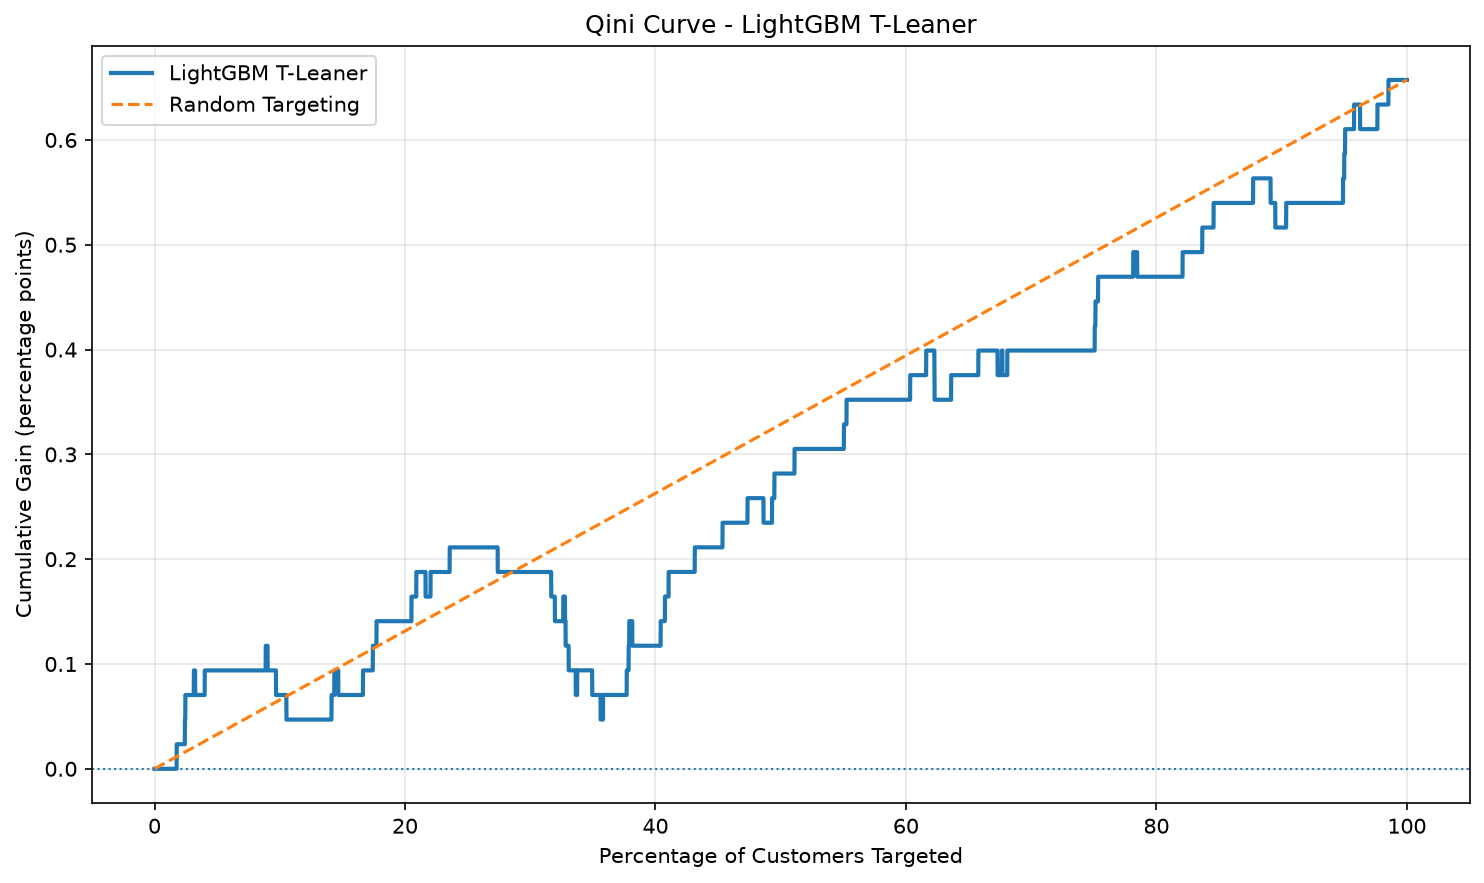 Qini Curve - LightGBM T-Leaner
LightGBM T-Leaner
Random Targeting
Cumulative Gain (percentage points)
0.6
0.5
0.4
0.3
0.2
0.1
0.0
0 20 40 60 80 100
Percentage of Customers Targeted